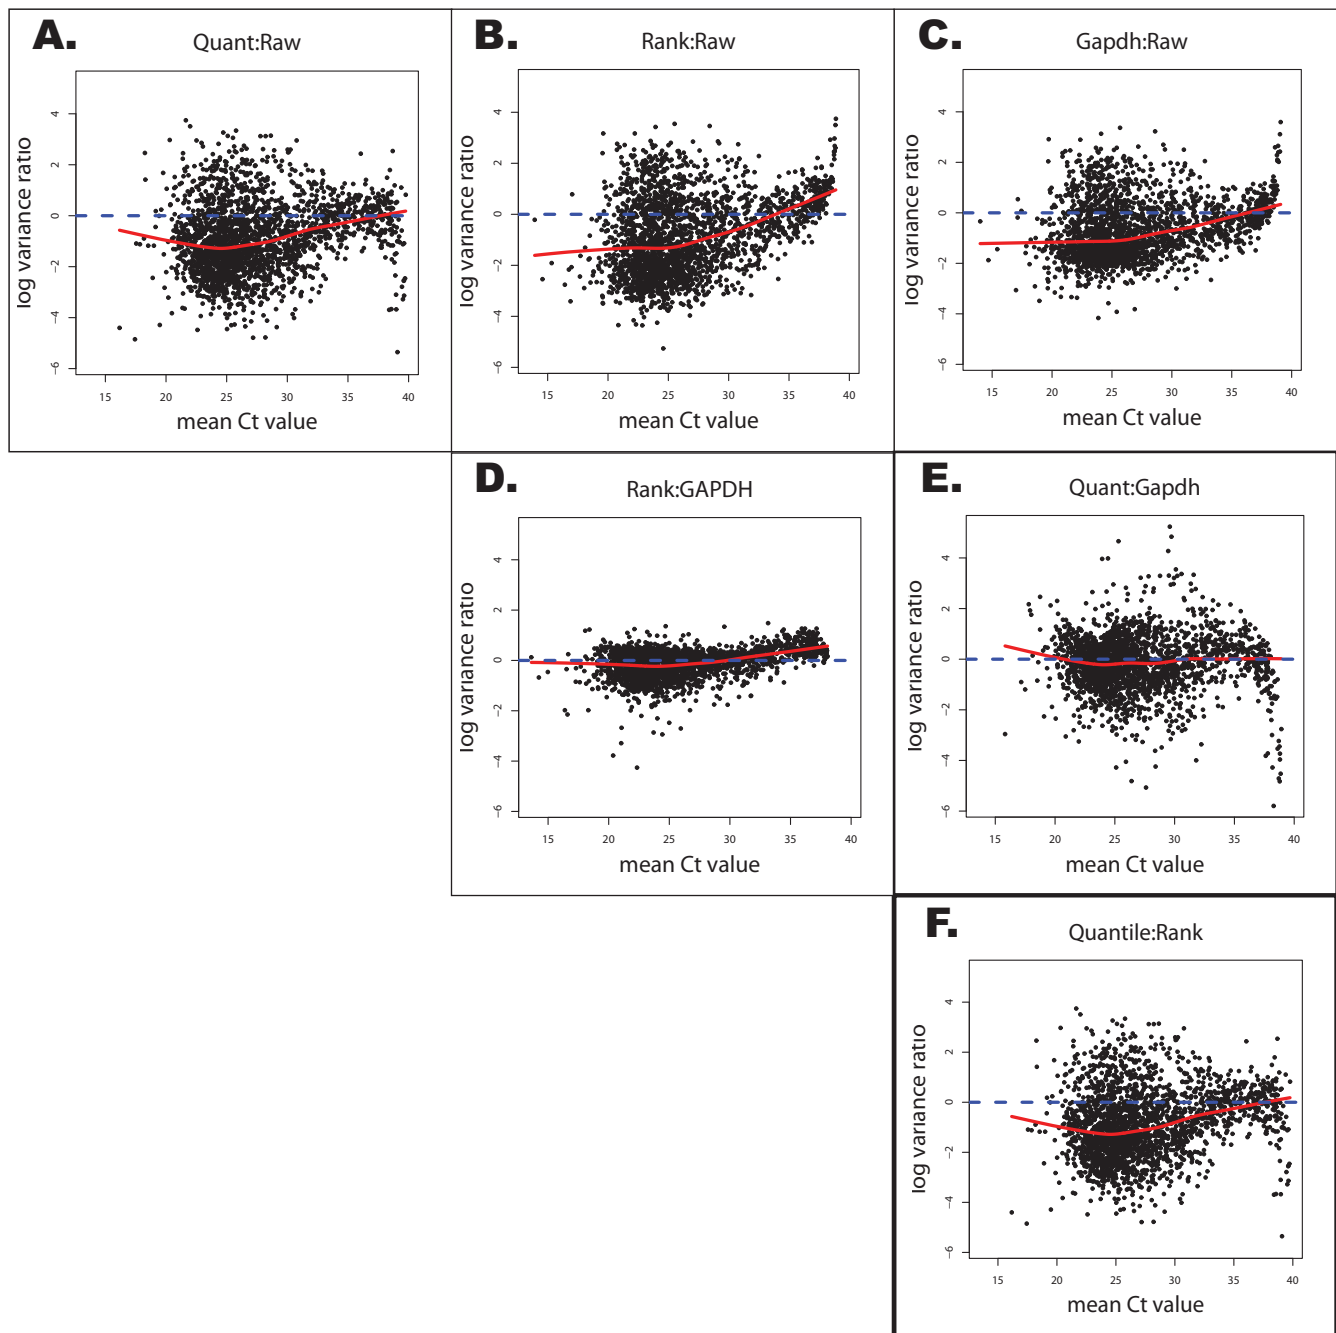 A.
Quant:Raw
log variance ratio
4
2
0
−2
−4
−6
15 20 25 30 35 40
mean Ct value
B.
Rank:Raw
log variance ratio
4
2
0
−2
−4
−6
15 20 25 30 35 40
mean Ct value
C.
Gapdh:Raw
log variance ratio
4
2
0
−2
−4
−6
15 20 25 30 35 40
mean Ct value
D.
Rank:GAPDH
log variance ratio
4
2
0
−2
−4
−6
15 20 25 30 35 40
mean Ct value
E.
Quant:Gapdh
log variance ratio
4
2
0
−2
−4
−6
15 20 25 30 35 40
mean Ct value
F.
Quantile:Rank
log variance ratio
4
2
0
−2
−4
−6
15 20 25 30 35 40
mean Ct value